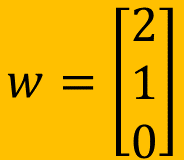 w = [2
1
0]